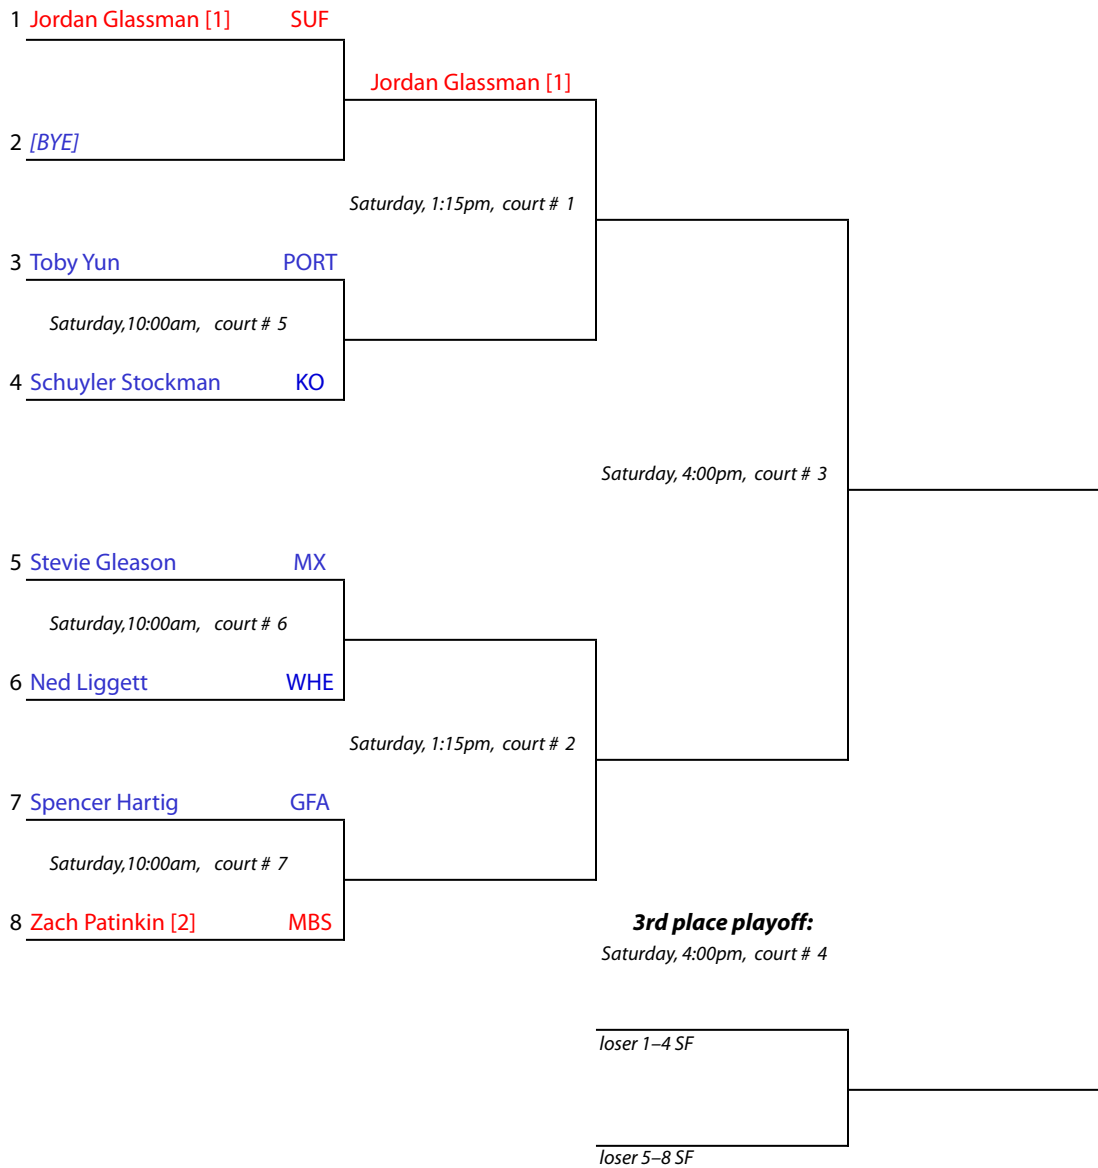 1 Jordan Glassman [1] SUF
Jordan Glassman [1]
2 [BYE]
Saturday, 1:15pm, court # 1
3 Toby Yun PORT
Saturday,10:00am, court # 5
4 Schuyler Stockman KO
Saturday, 4:00pm, court # 3
5 Stevie Gleason MX
Saturday,10:00am, court # 6
6 Ned Liggett WHE
Saturday, 1:15pm, court # 2
7 Spencer Hartig GFA
Saturday,10:00am, court # 7
8 Zach Patinkin [2] MBS
3rd place playoff:
Saturday, 4:00pm, court # 4
loser 1–4 SF
loser 5–8 SF